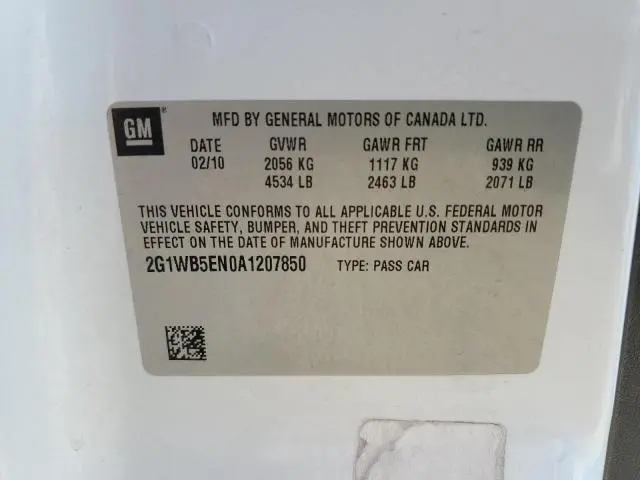 GM ®
MFD BY GENERAL MOTORS OF CANADA LTD.
DATE GVWR GAWR FRT GAWR RR
02/10 2056 KG 1117 KG 939 KG
4534 LB 2463 LB 2071 LB
THIS VEHICLE CONFORMS TO ALL APPLICABLE U.S. FEDERAL MOTOR
VEHICLE SAFETY, BUMPER, AND THEFT PREVENTION STANDARDS IN
EFFECT ON THE DATE OF MANUFACTURE SHOWN ABOVE.
2G1WB5EN0A1207850 TYPE: PASS CAR